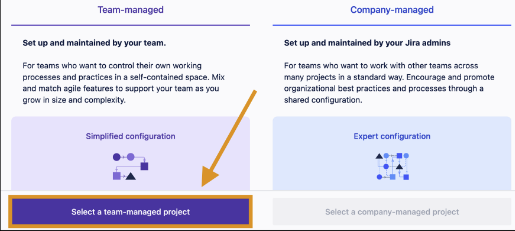 Team-managed
Company-managed
Set up and maintained by your team.
For teams who want to control their own working
processes and practices in a self-contained space. Mix
and match agile features to support your team as you
grow in size and complexity.
Set up and maintained by your Jira admins
For teams who want to work with other teams across
many projects in a standard way. Encourage and promote
organizational best practices and processes through a
shared configuration.
Simplified configuration
Expert configuration
Select a team-managed project
Select a company-managed project